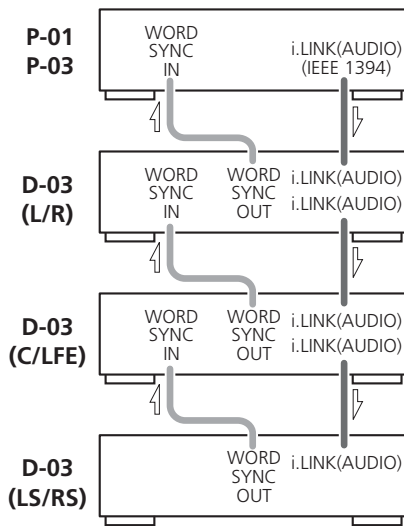 P-01
P-03
WORD
SYNC
IN
i.LINK(AUDIO)
(IEEE 1394)
D-03
(L/R)
WORD
SYNC
IN
WORD
SYNC
OUT
i.LINK(AUDIO)
i.LINK(AUDIO)
D-03
(C/LFE)
WORD
SYNC
IN
WORD
SYNC
OUT
i.LINK(AUDIO)
i.LINK(AUDIO)
D-03
(LS/RS)
WORD
SYNC
OUT
i.LINK(AUDIO)